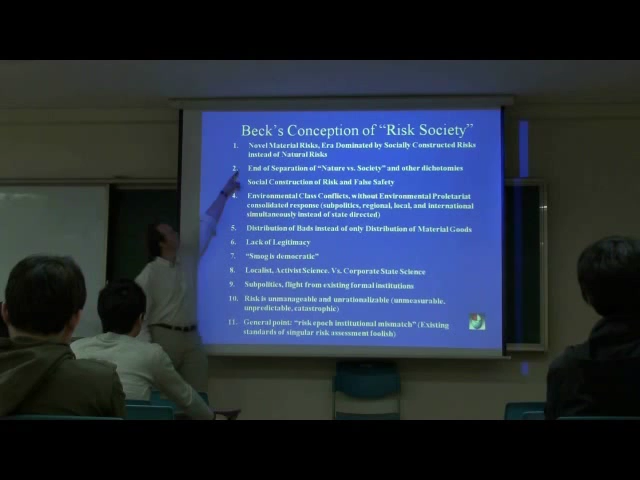 Beck's Conception of "Risk Society"
1. Novel Material Risks, Era Dominated by Socially Constructed Risks
instead of Natural Risks
2. End of Separation of "Nature vs. Society" and other dichotomies
Social Construction of Risk and False Safety
4. Environmental Class Conflicts, without Environmental Proletariat
consolidated response (subpolitics, regional, local, and international
simultaneously instead of state directed)
5. Distribution of Bads instead of only Distribution of Material Goods
6. Lack of Legitimacy
7. "Smog is democratic"
8. Localist, Activist Science. Vs. Corporate State Science
9. Subpolitics, flight from existing formal institutions
10. Risk is unmanageable and unrationalizable (unmeasurable,
unpredictable, catastrophic)
11. General point: "risk epoch institutional mismatch" (Existing
standards of singular risk assessment foolish)